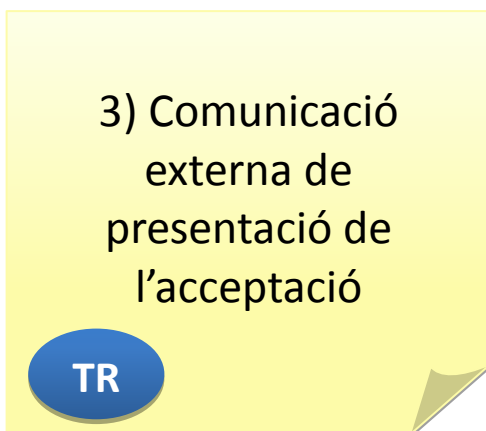 3) Comunicació
externa de
presentació de
l’acceptació
TR